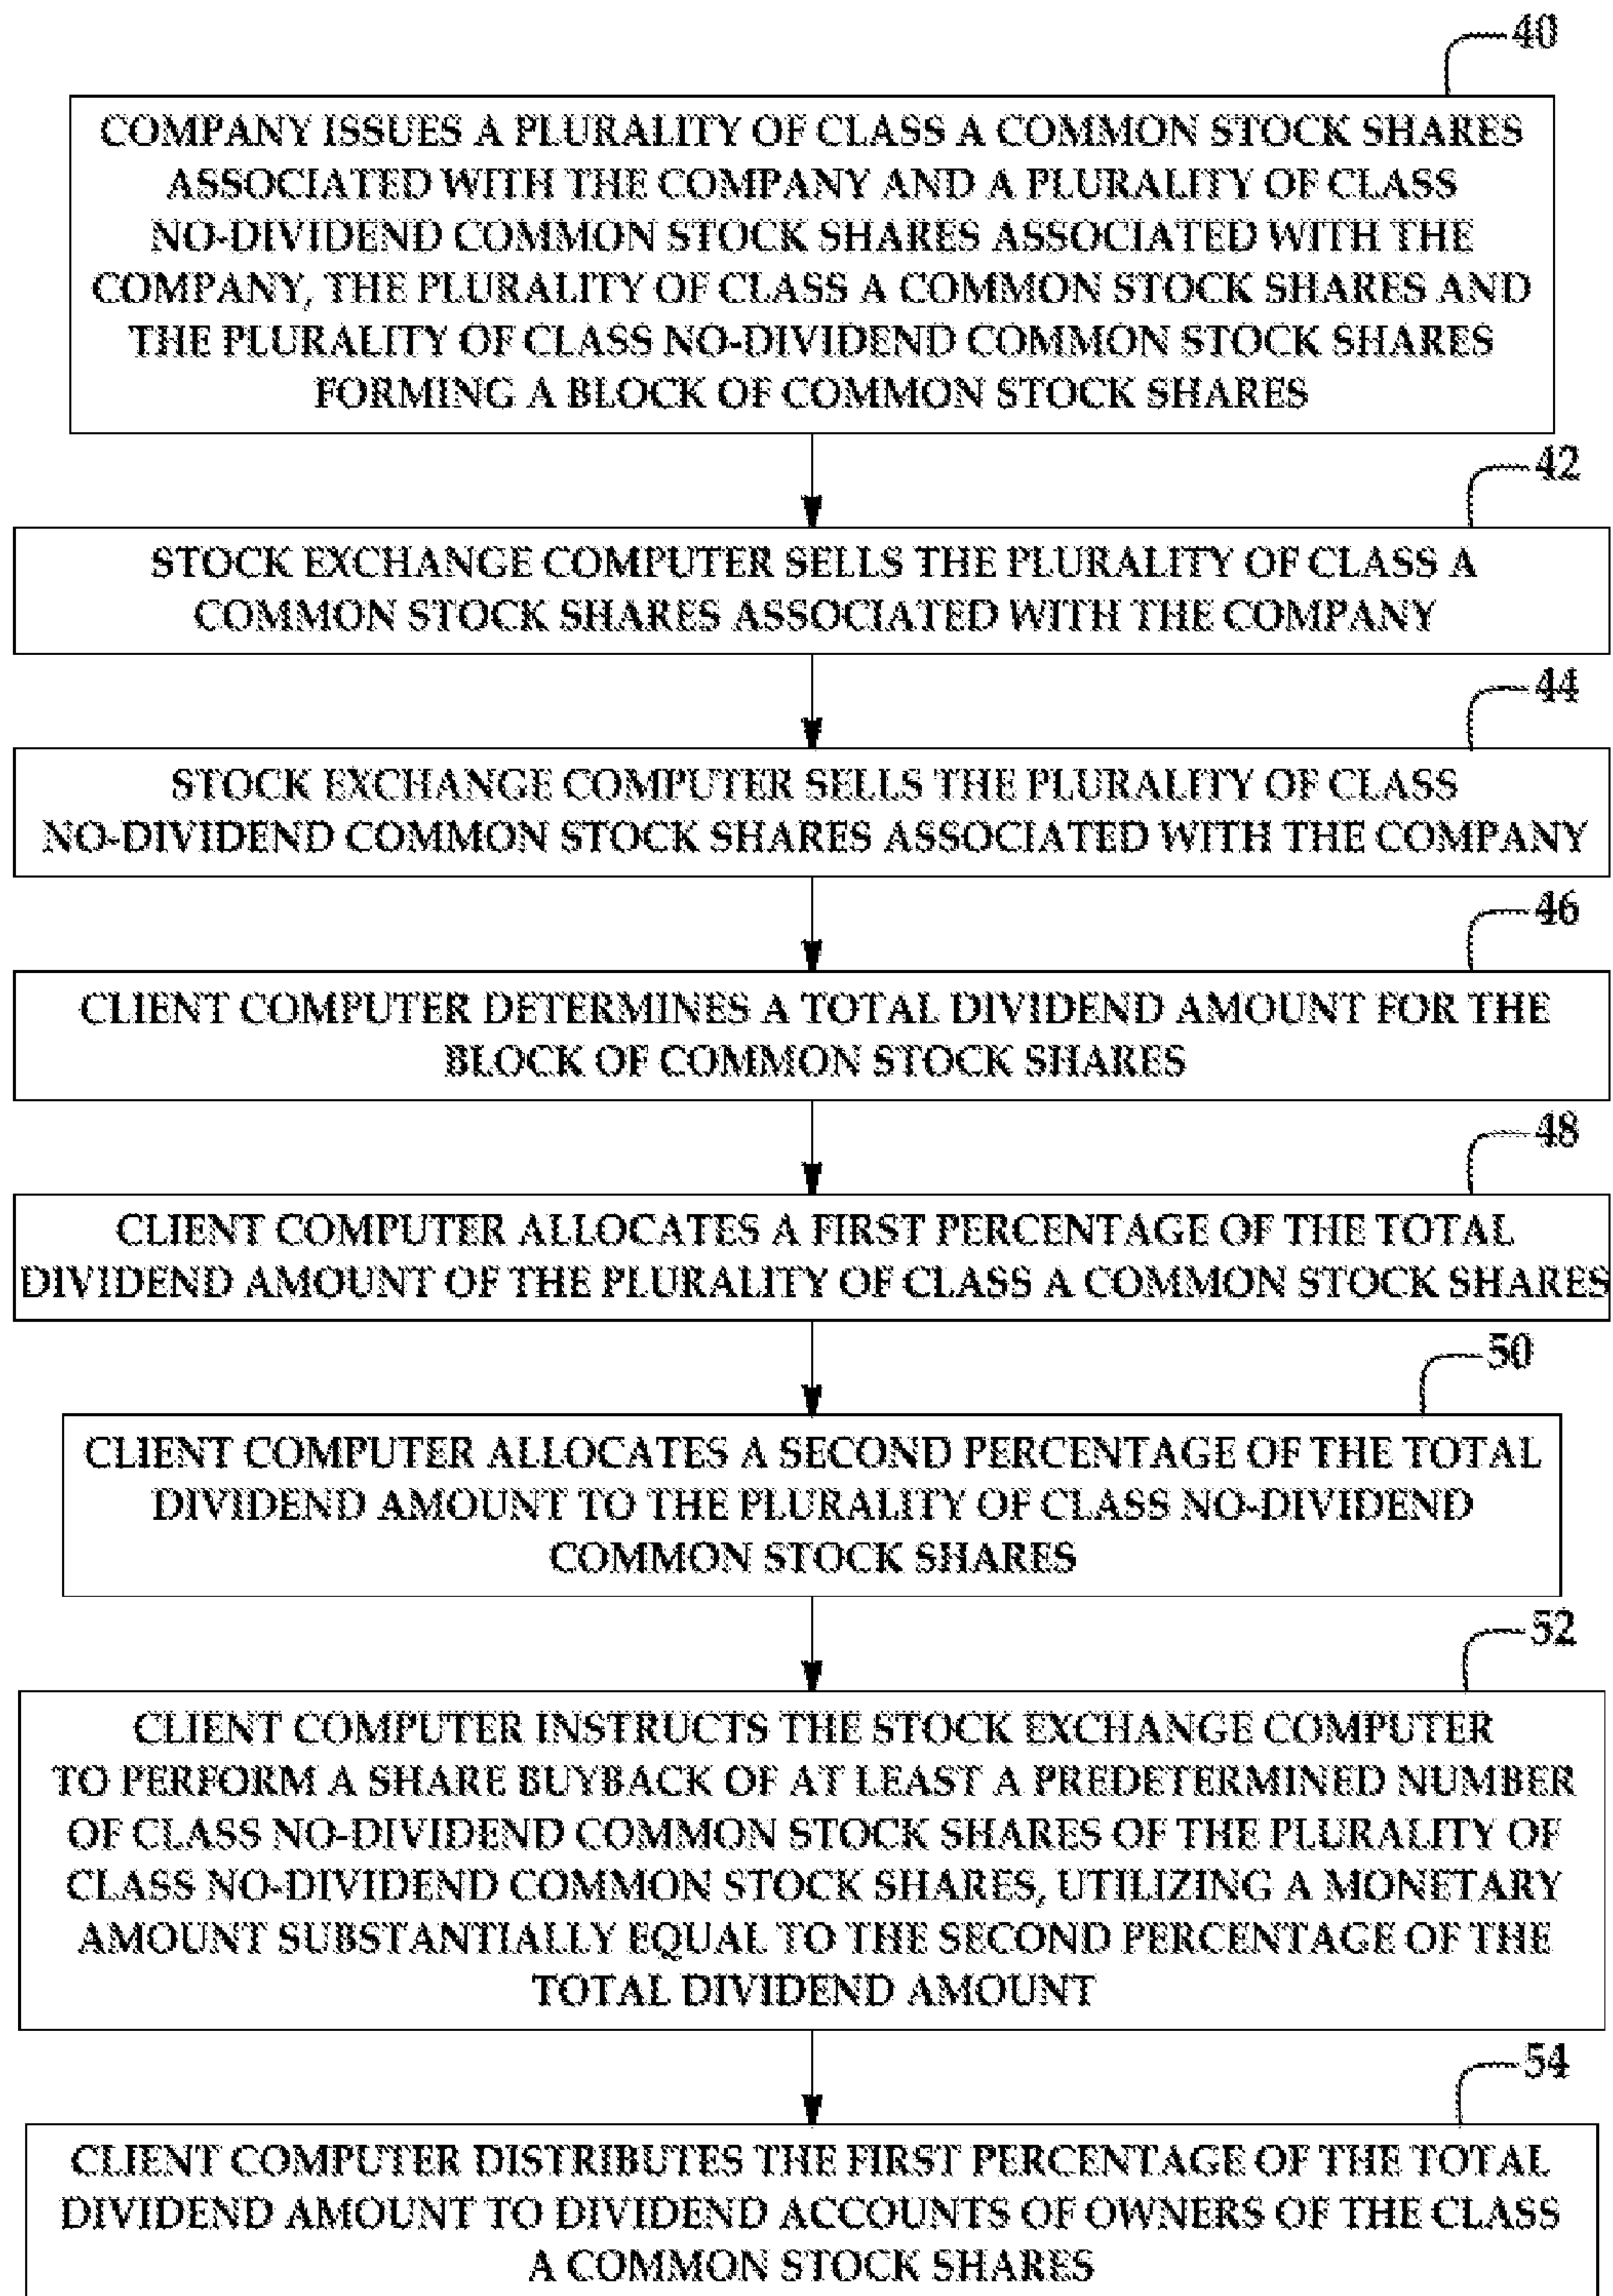 40
COMPANY ISSUES A PLURALITY OF CLASS A COMMON STOCK SHARES
ASSOCIATED WITH THE COMPANY AND A PLURALITY OF CLASS
NO-DIVIDEND COMMON STOCK SHARES ASSOCIATED WITH THE
COMPANY, THE PLURALITY OF CLASS A COMMON STOCK SHARES AND
THE PLURALITY OF CLASS NO-DIVIDEND COMMON STOCK SHARES
FORMING A BLOCK OF COMMON STOCK SHARES
42
STOCK EXCHANGE COMPUTER SELLS THE PLURALITY OF CLASS A
COMMON STOCK SHARES ASSOCIATED WITH THE COMPANY
44
STOCK EXCHANGE COMPUTER SELLS THE PLURALITY OF CLASS
NO-DIVIDEND COMMON STOCK SHARES ASSOCIATED WITH THE COMPANY
46
CLIENT COMPUTER DETERMINES A TOTAL DIVIDEND AMOUNT FOR THE
BLOCK OF COMMON STOCK SHARES
48
CLIENT COMPUTER ALLOCATES A FIRST PERCENTAGE OF THE TOTAL
DIVIDEND AMOUNT OF THE PLURALITY OF CLASS A COMMON STOCK SHARES
50
CLIENT COMPUTER ALLOCATES A SECOND PERCENTAGE OF THE TOTAL
DIVIDEND AMOUNT TO THE PLURALITY OF CLASS NO-DIVIDEND
COMMON STOCK SHARES
52
CLIENT COMPUTER INSTRUCTS THE STOCK EXCHANGE COMPUTER
TO PERFORM A SHARE BUYBACK OF AT LEAST A PREDETERMINED NUMBER
OF CLASS NO-DIVIDEND COMMON STOCK SHARES OF THE PLURALITY OF
CLASS NO-DIVIDEND COMMON STOCK SHARES, UTILIZING A MONETARY
AMOUNT SUBSTANTIALLY EQUAL TO THE SECOND PERCENTAGE OF THE
TOTAL DIVIDEND AMOUNT
54
CLIENT COMPUTER DISTRIBUTES THE FIRST PERCENTAGE OF THE TOTAL
DIVIDEND AMOUNT TO DIVIDEND ACCOUNTS OF OWNERS OF THE CLASS
A COMMON STOCK SHARES